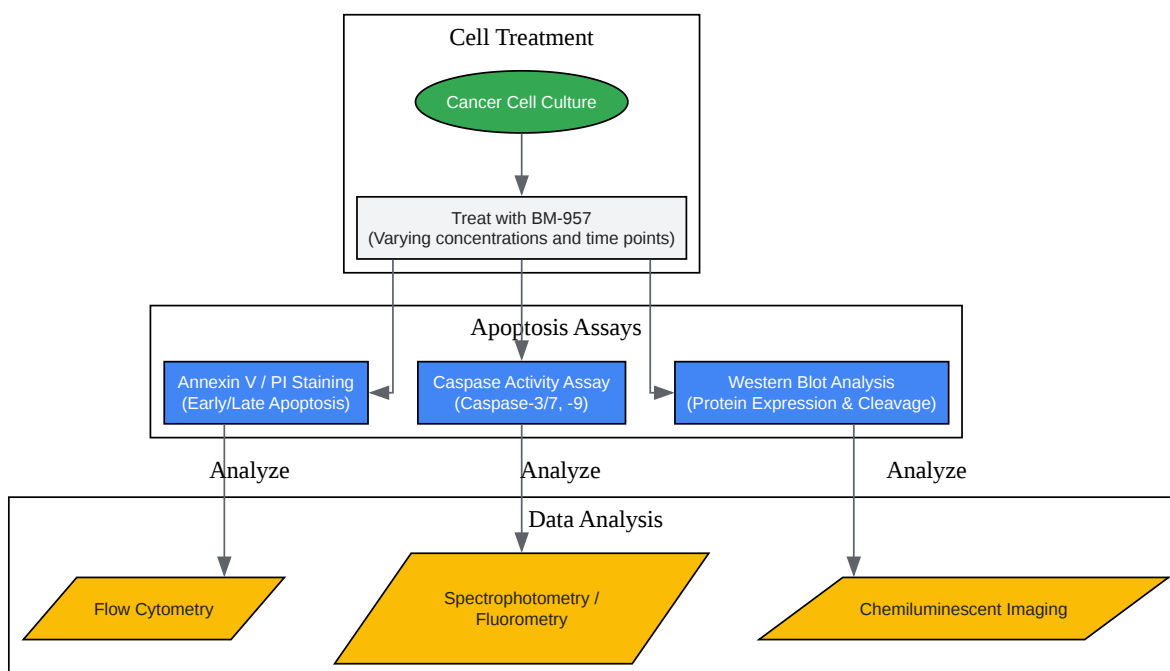 Cell Treatment
Cancer Cell Culture
Treat with BM-957
(Varying concentrations and time points)
Apoptosis Assays
Annexin V / PI Staining
(Early/Late Apoptosis)
Caspase Activity Assay
(Caspase-3/7, -9)
Western Blot Analysis
(Protein Expression & Cleavage)
Analyze
Analyze
Analyze
Data Analysis
Flow Cytometry
Spectrophotometry /
Fluorometry
Chemiluminescent Imaging